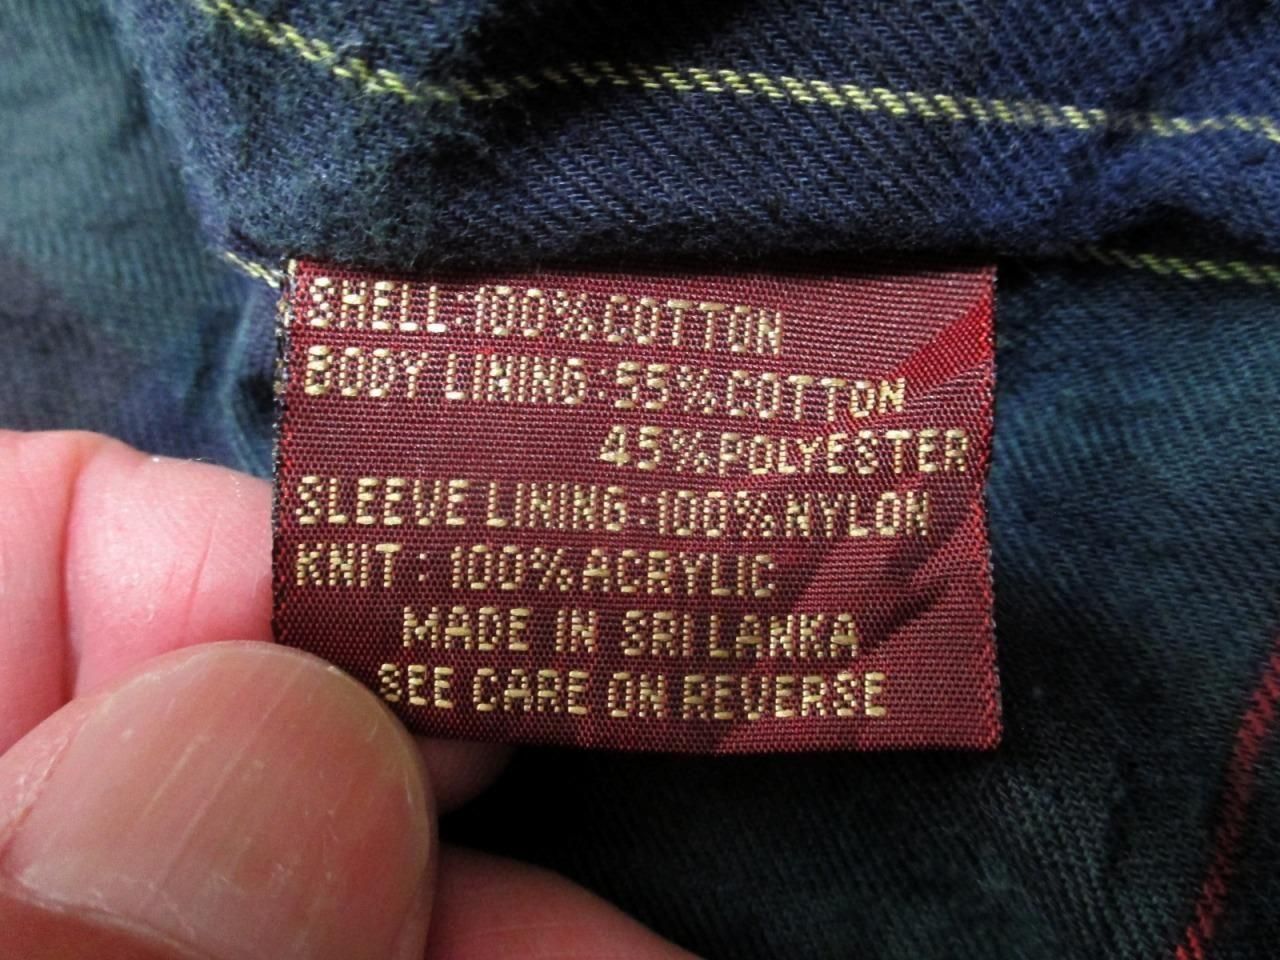 SHELL:100%COTTON
BODY LINING:55%COTTON
45%POLYESTER
SLEEVE LINING:100%NYLON
KNIT: 100%ACRYLIC
MADE IN SRI LANKA
SEE CARE ON REVERSE